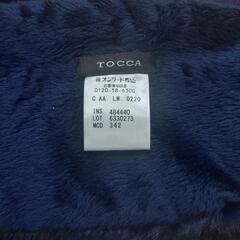 TOCCA
㈱オンワード樫山
お客様相談室
0120-58-6300
C AA LW 0220
INS 484440
LOT 6330273
MCD 342